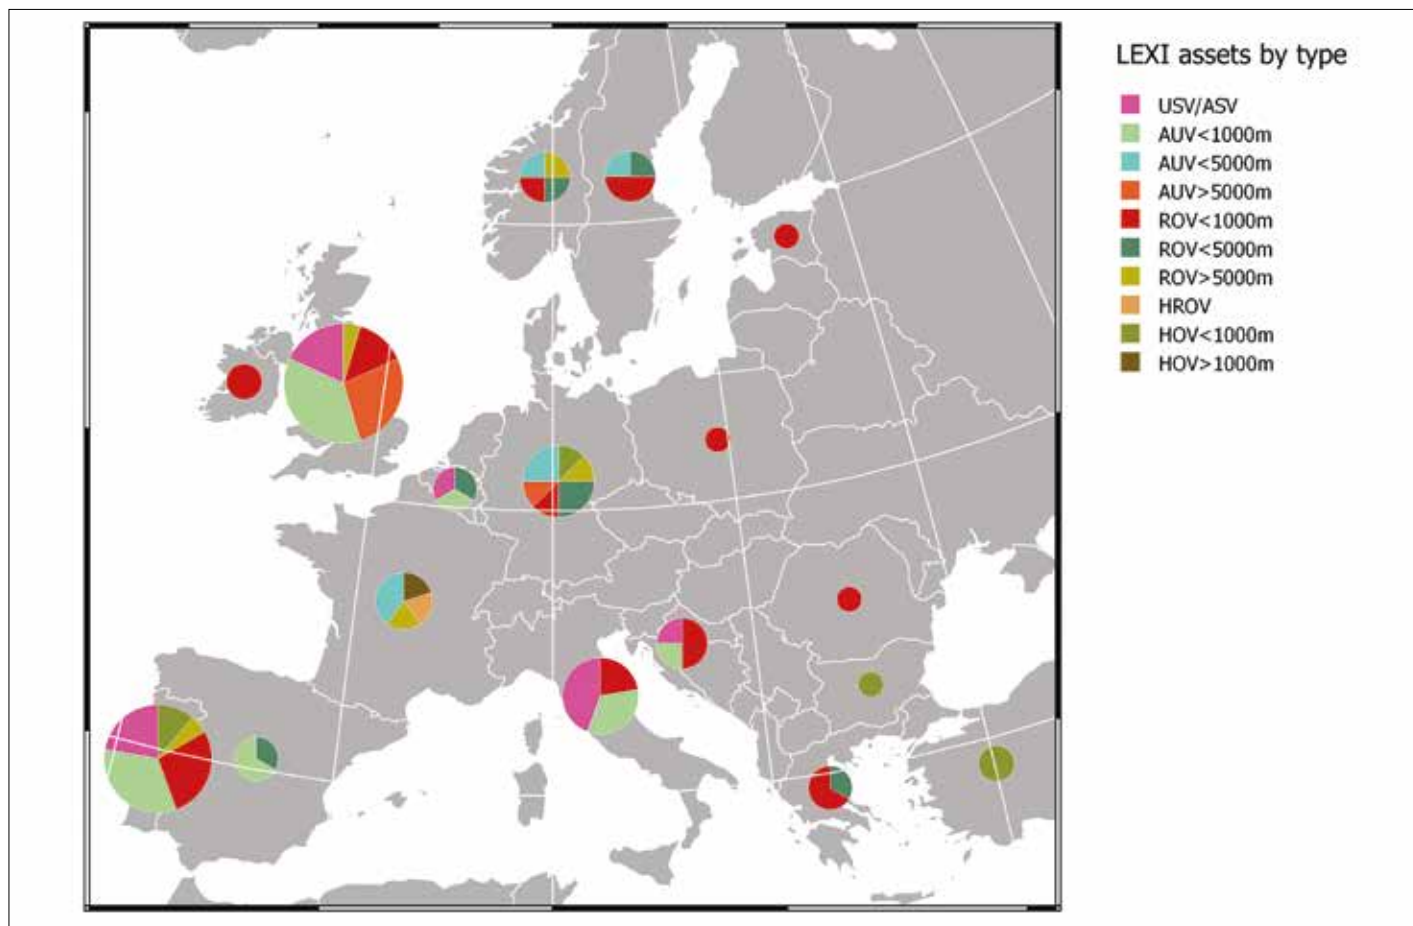 LEXI assets by type
USV/ASV
AUV<1000m
AUV<5000m
AUV>5000m
ROV<1000m
ROV<5000m
ROV>5000m
HROV
HOV<1000m
HOV>1000m